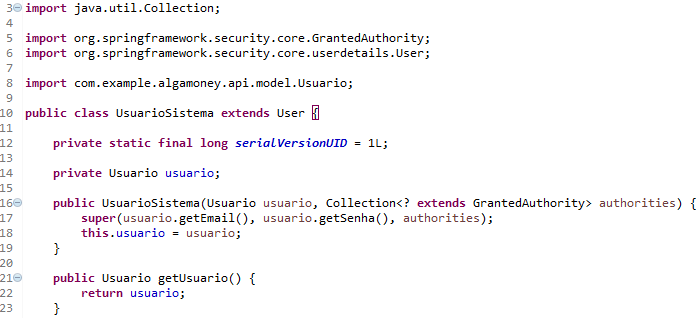 3 import java.util.Collection;
4
5 import org.springframework.security.core.GrantedAuthority;
6 import org.springframework.security.core.userdetails.User;
7
8 import com.example.algamoney.api.model.Usuario;
9
10 public class UsuarioSistema extends User {
11
12     private static final long serialVersionUID = 1L;
13
14     private Usuario usuario;
15
16     public UsuarioSistema(Usuario usuario, Collection<? extends GrantedAuthority> authorities) {
17         super(usuario.getEmail(), usuario.getSenha(), authorities);
18         this.usuario = usuario;
19     }
20
21     public Usuario getUsuario() {
22         return usuario;
23     }